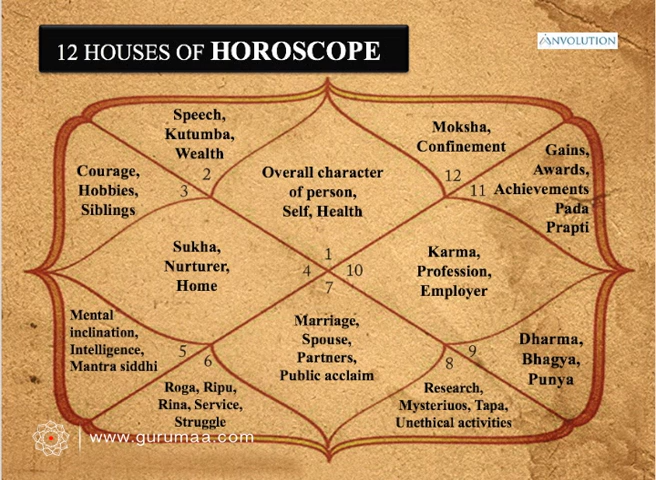 12 HOUSES OF HOROSCOPE
ANVOLUTION
Speech,
Kutumba,
Wealth
2
Moksha,
Confinement
12
Courage,
Hobbies,
Siblings
3
Overall character
of person,
Self, Health
1
Gains,
Awards,
Achievements
Pada
Prapti
11
Sukha,
Nurturer,
Home
4
Karma,
Profession,
Employer
10
Mental
inclination,
Intelligence,
Mantra siddhi
5
7
Marriage,
Spouse,
Partners,
Public acclaim
Dharma,
Bhagya,
Punya
9
6
Roga, Ripu,
Rina, Service,
Struggle
8
Research,
Mysteriuos, Tapa,
Unethical activities
www.gurumaa.com